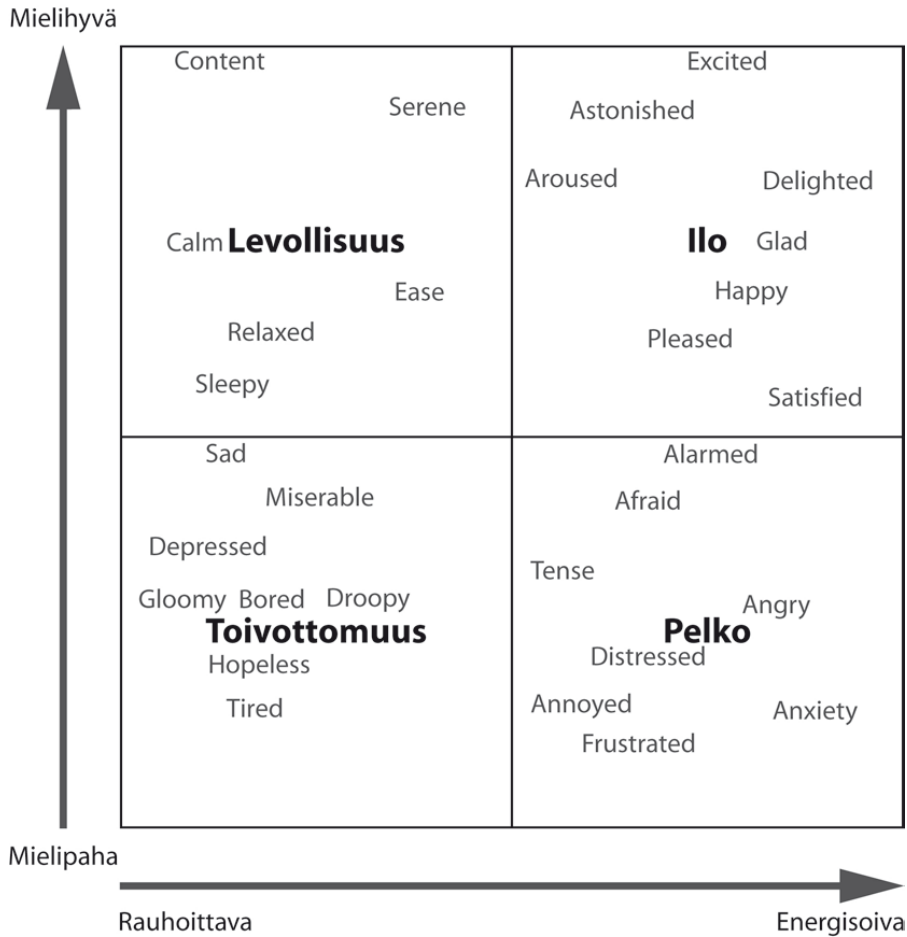 Mielihyvä
Content
Excited
Serene
Astonished
Aroused
Delighted
Calm Levollisuus
Ilo Glad
Ease
Happy
Relaxed
Pleased
Sleepy
Satisfied
Sad
Alarmed
Miserable
Afraid
Depressed
Tense
Gloomy Bored Droopy
Angry
Toivottomuus
Pelko
Hopeless
Distressed
Tired
Annoyed
Anxiety
Frustrated
Mielipaha
Rauhoittava
Energisoiva